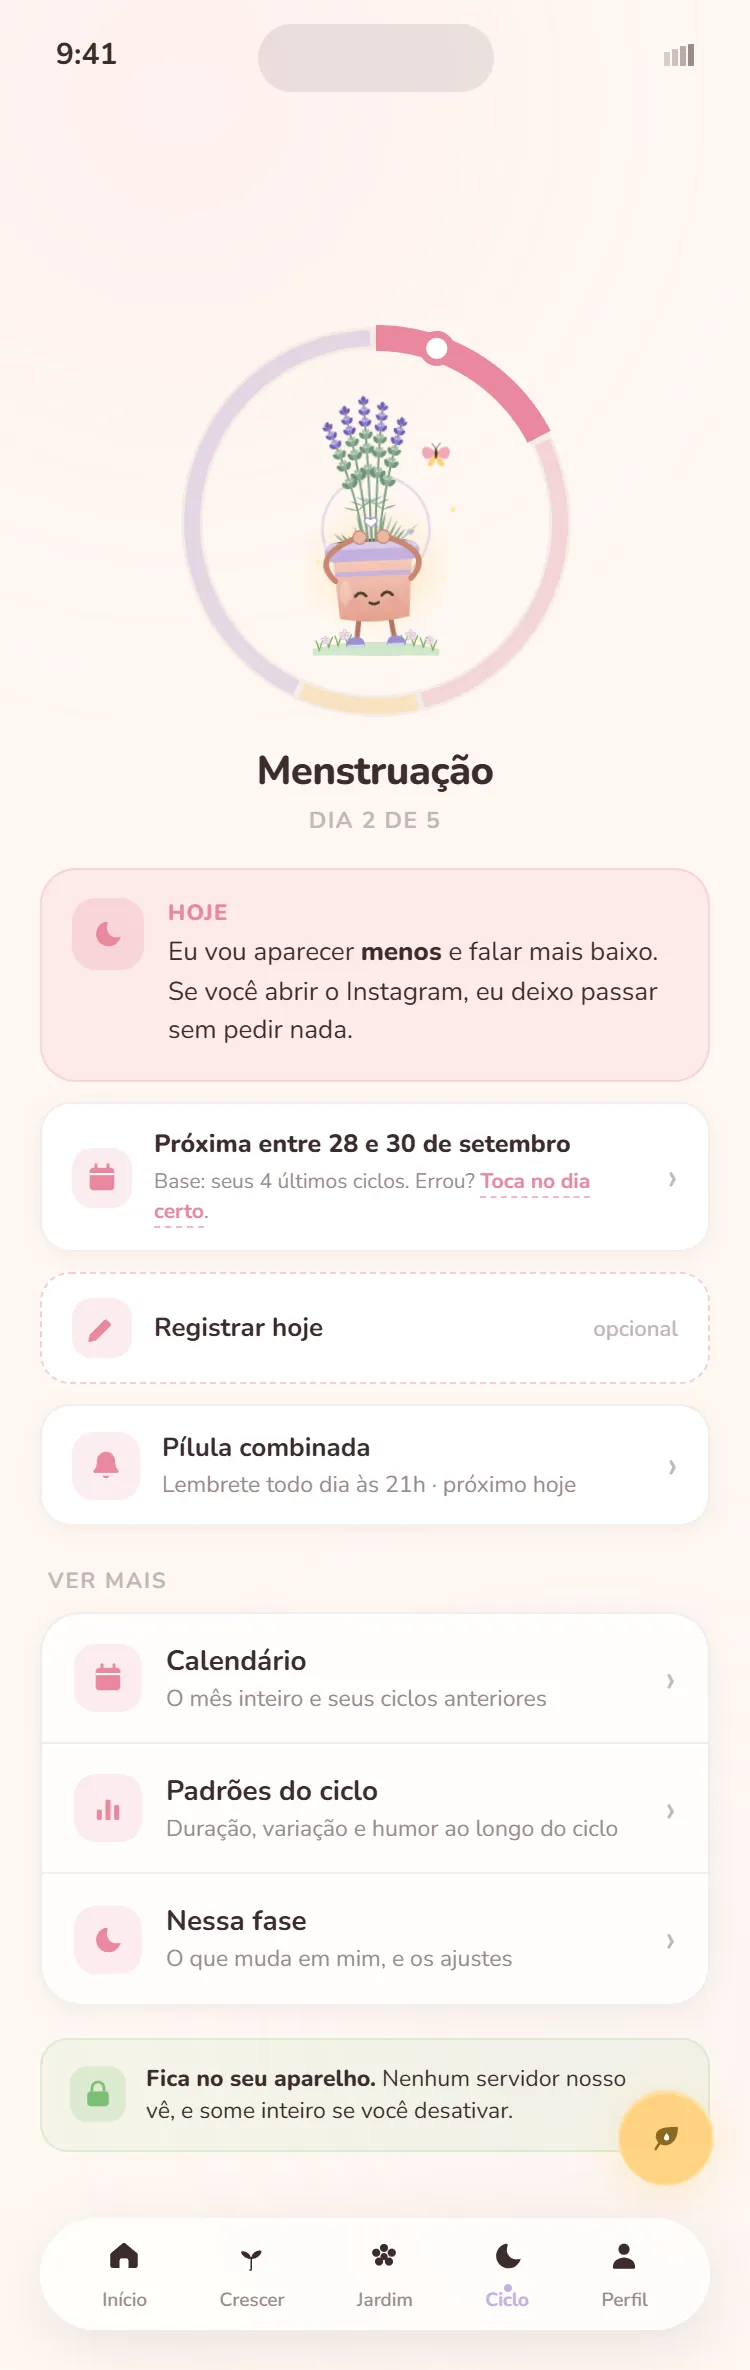 9:41
Menstruação
DIA 2 DE 5
HOJE
Eu vou aparecer menos e falar mais baixo.
Se você abrir o Instagram, eu deixo passar
sem pedir nada.
Próxima entre 28 e 30 de setembro
Base: seus 4 últimos ciclos. Errou? Toca no dia
certo.
Registrar hoje
opcional
Pílula combinada
Lembrete todo dia às 21h · próximo hoje
VER MAIS
Calendário
O mês inteiro e seus ciclos anteriores
Padrões do ciclo
Duração, variação e humor ao longo do ciclo
Nessa fase
O que muda em mim, e os ajustes
Fica no seu aparelho. Nenhum servidor nosso
vê, e some inteiro se você desativar.
Início
Crescer
Jardim
Ciclo
Perfil